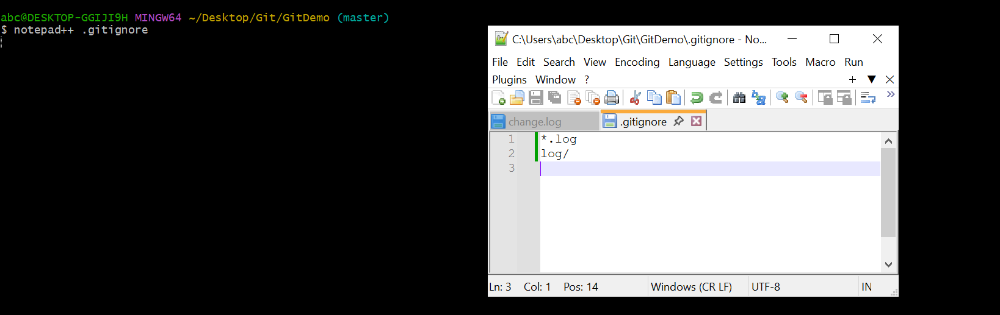 abc@DESKTOP-GGIJI9H MINGW64 ~/Desktop/Git/GitDemo (master)
$ notepad++ .gitignore
C:\Users\abc\Desktop\Git\GitDemo\.gitignore - No...
File Edit Search View Encoding Language Settings Tools Macro Run
Plugins Window ?
change.log .gitignore
1 *.log
2 log/
3
Ln: 3 Col: 1 Pos: 14 Windows (CR LF) UTF-8 IN